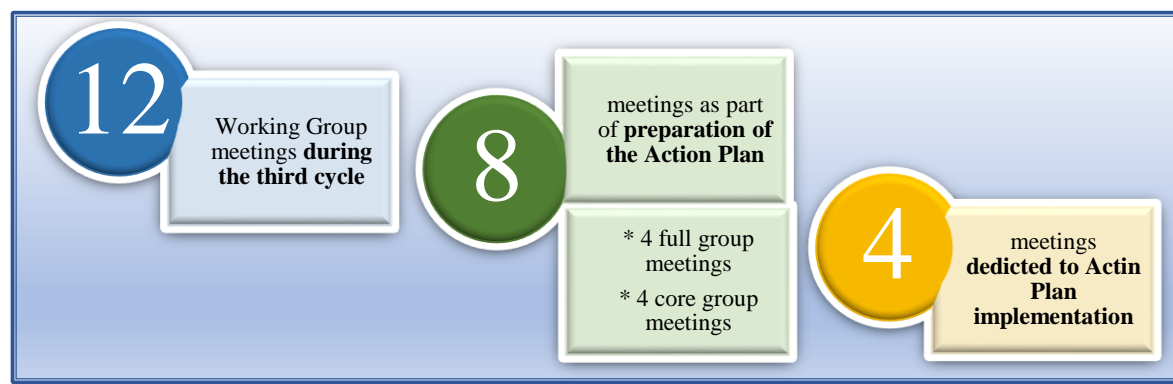 12
Working Group
meetings during
the third cycle
8
meetings as part
of preparation of
the Action Plan
* 4 full group
meetings
* 4 core group
meetings
4
meetings
dedicted to Actin
Plan
implementation